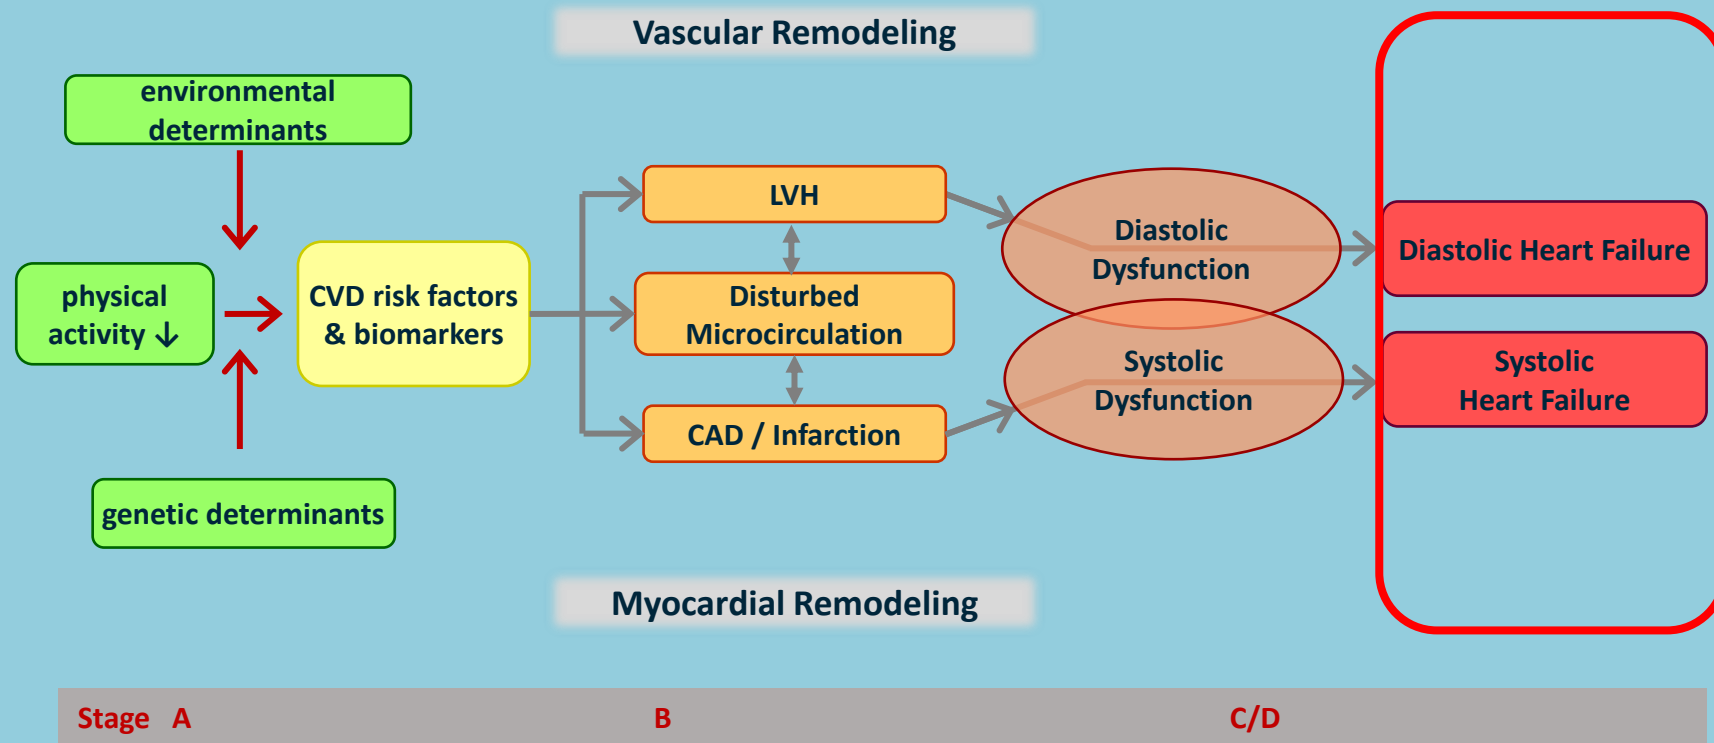 Vascular Remodeling
environmental
determinants
LVH
Diastolic
Dysfunction
Diastolic Heart Failure
physical
activity ↓
CVD risk factors
& biomarkers
Disturbed
Microcirculation
Systolic
Dysfunction
Systolic
Heart Failure
CAD / Infarction
genetic determinants
Myocardial Remodeling
Stage A B C/D